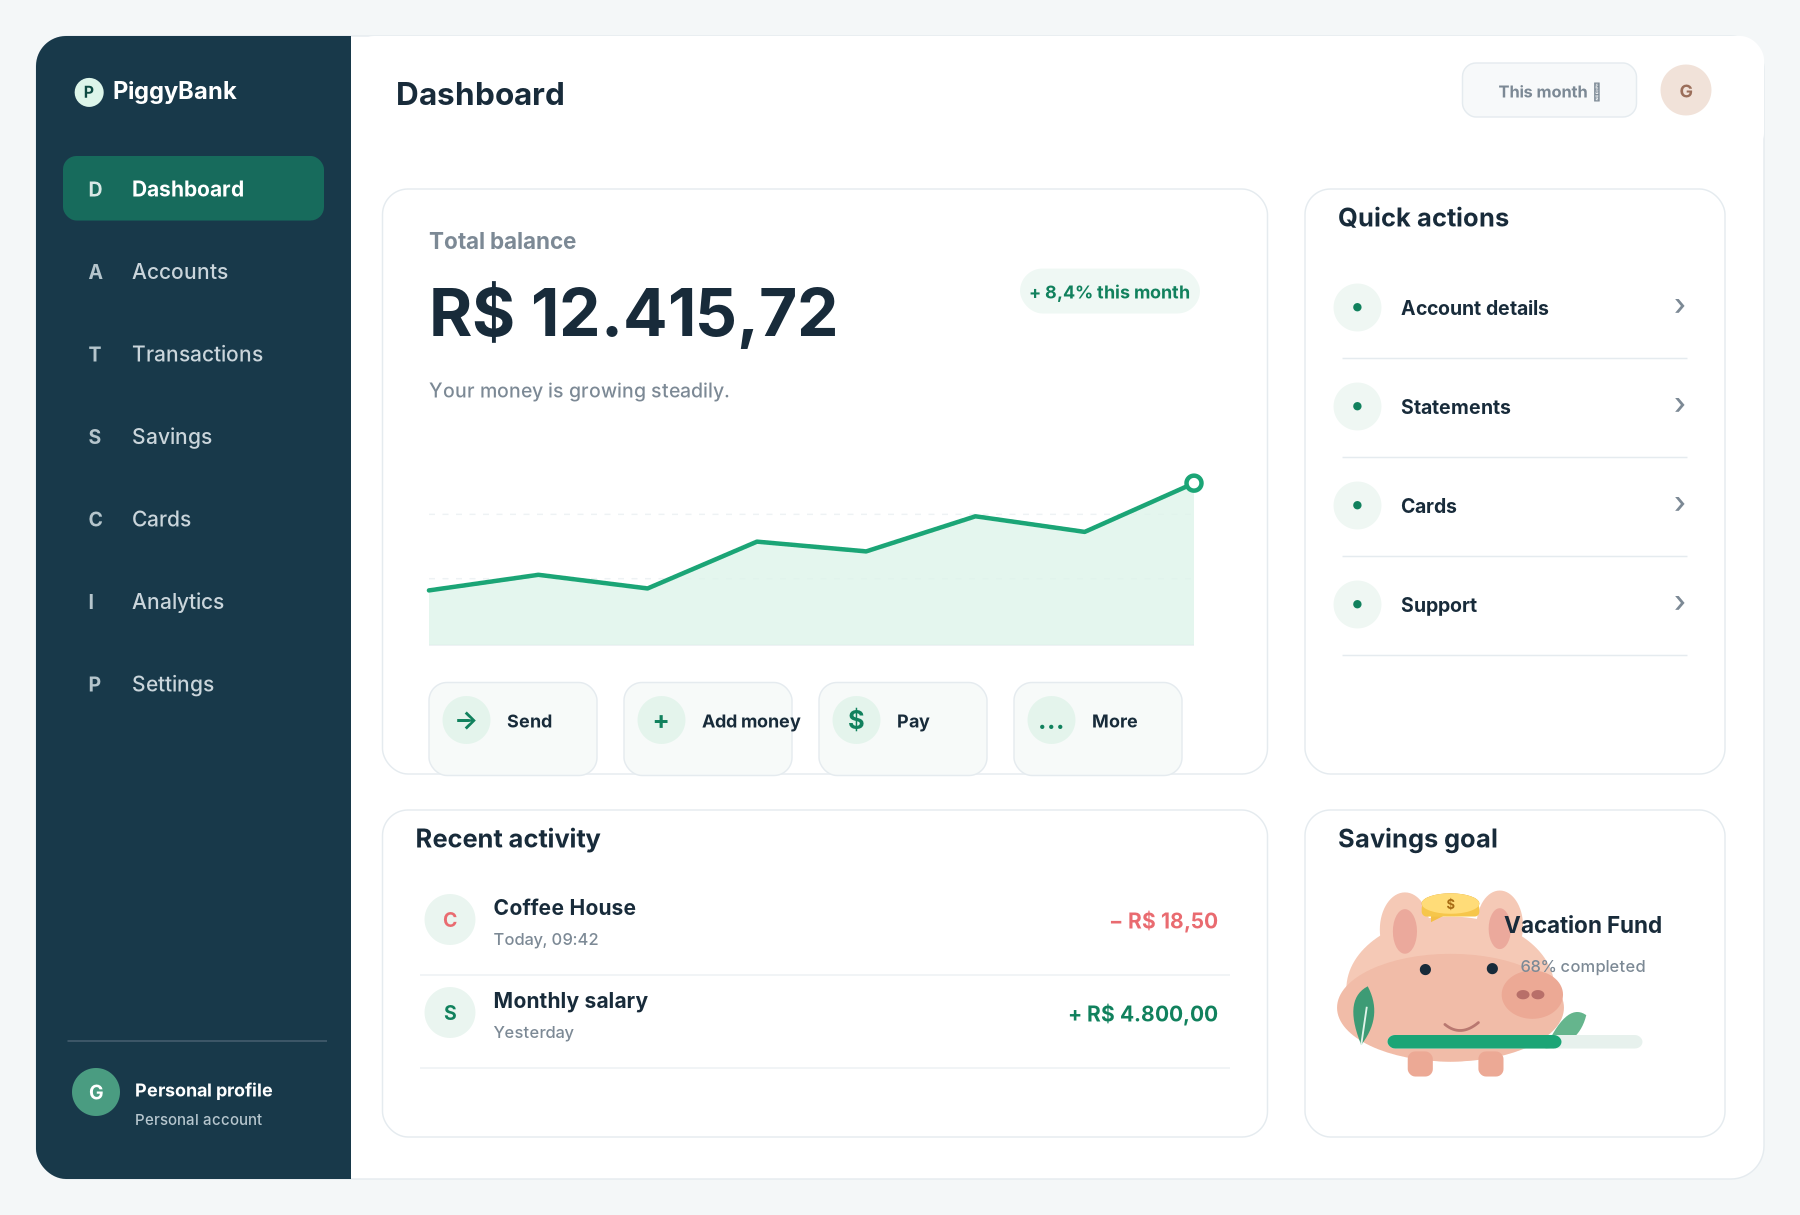 P PiggyBank
D Dashboard
A Accounts
T Transactions
S Savings
C Cards
I Analytics
P Settings
G Personal profile
Personal account
Dashboard
This month
G
Total balance
R$ 12.415,72
+ 8,4% this month
Your money is growing steadily.
→ Send
+ Add money
$ Pay
... More
Quick actions
Account details ›
Statements ›
Cards ›
Support ›
Recent activity
C Coffee House – R$ 18,50
Today, 09:42
S Monthly salary + R$ 4.800,00
Yesterday
Savings goal
$
Vacation Fund
68% completed